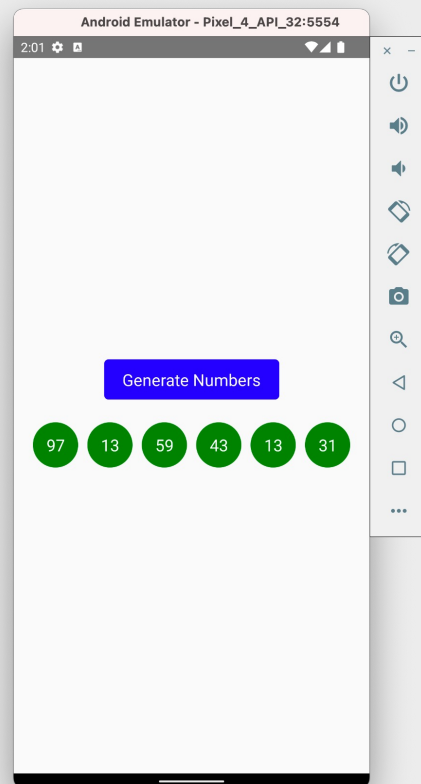 Android Emulator - Pixel_4_API_32:5554
2:01 A
Generate Numbers
97 13 59 43 13 31